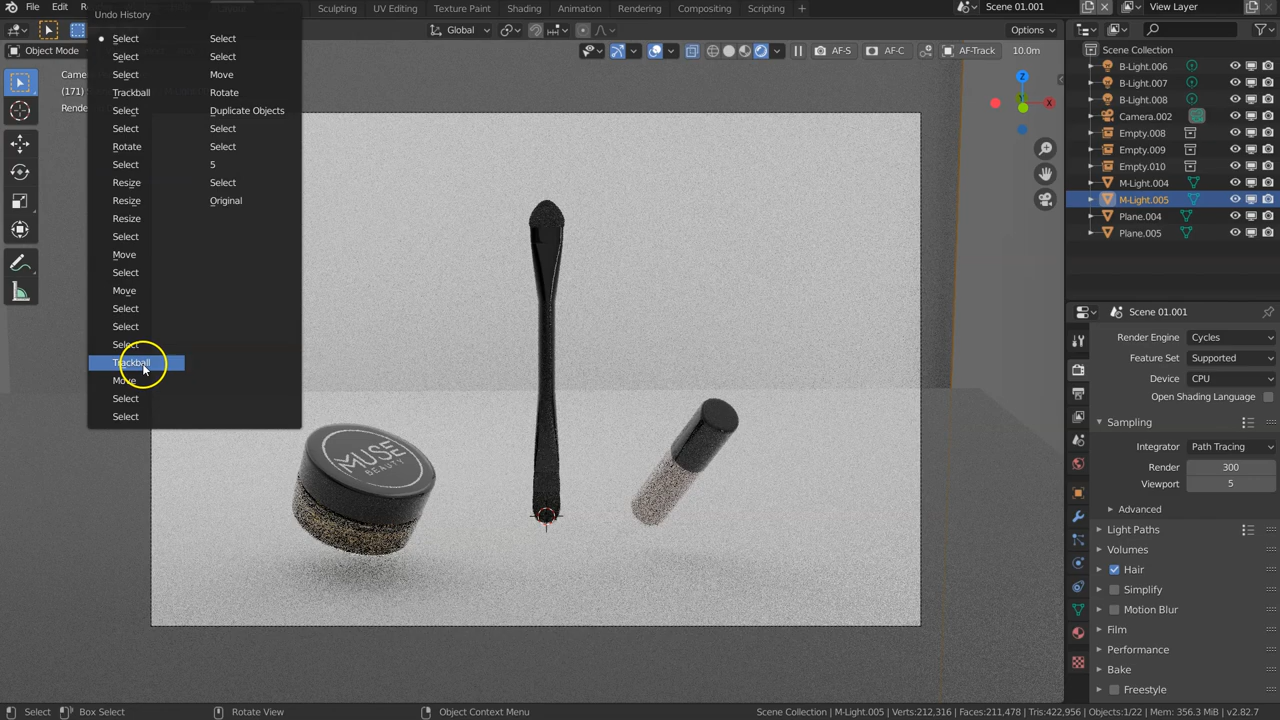 File Edit Re Sculpting UV Editing Texture Paint Shading Animation Rendering Compositing Scripting Scene 01.001 View Layer
Undo History
Global Options
Object Mode AF-S AF-C AF-Track 10.0m
Select Select
Select Select
Select Move
Trackball Rotate
Select Duplicate Objects
Select Select
Rotate Select
Select 5
Resize Select
Resize Original
Resize
Select
Move
Select
Move
Select
Select
Select
Trackball
Move
Select
Select
Came
(171)
Rende
Z
Y
X
MUSE
BEAUTY
Scene Collection
B-Light.006
B-Light.007
B-Light.008
Camera.002
Empty.008
Empty.009
Empty.010
M-Light.004
M-Light.005
Plane.004
Plane.005
Scene 01.001
Render Engine Cycles
Feature Set Supported
Device CPU
Open Shading Language
Sampling
Integrator Path Tracing
Render 300
Viewport 5
Advanced
Light Paths
Volumes
Hair
Simplify
Motion Blur
Film
Performance
Bake
Freestyle
Select Box Select Rotate View Object Context Menu Scene Collection | M-Light.005 | Verts:212,316 | Faces:211,478 | Tris:422,956 | Objects:1/22 | Mem: 356.3 MiB | v2.82.7